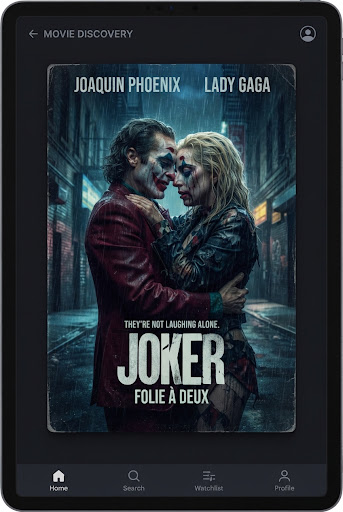 ← MOVIE DISCOVERY
JOAQUIN PHOENIX LADY GAGA
THEY'RE NOT LAUGHING ALONE.
JOKER
FOLIE À DEUX
Home Search Watchlist Profile